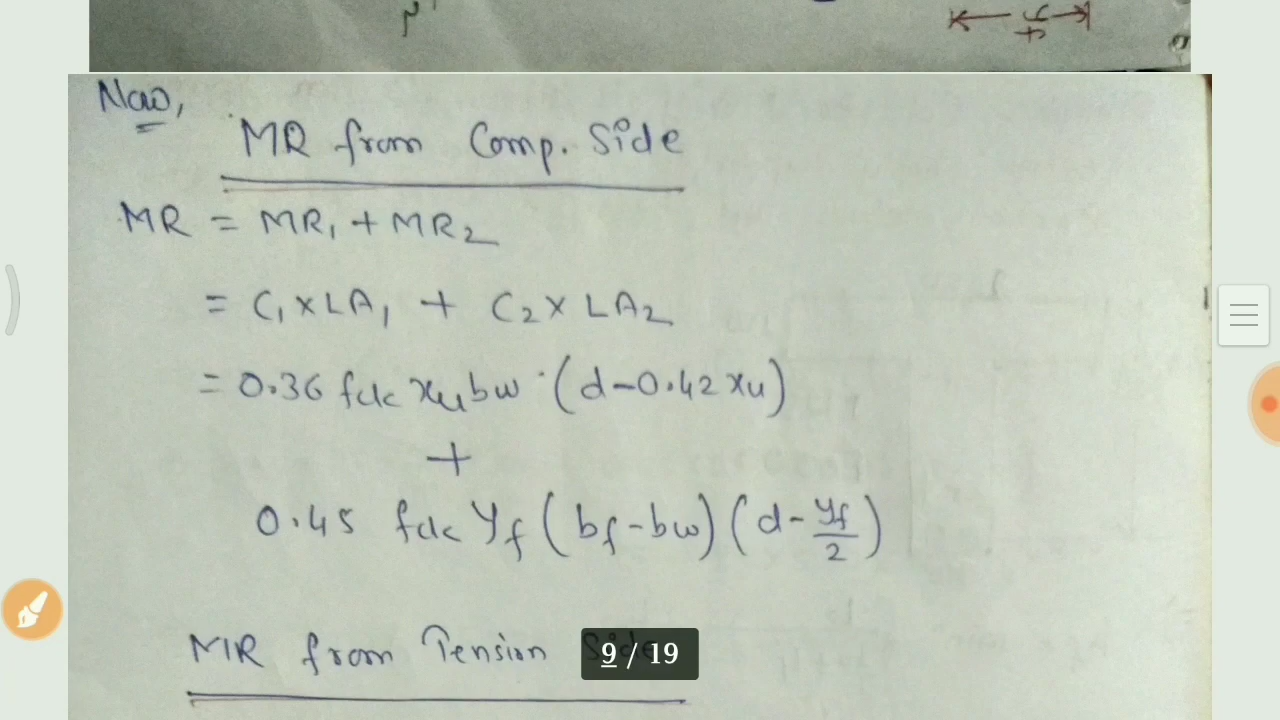 Now,
MR from Comp. Side
MR = MR₁ + MR₂
= C₁ x LA₁ + C₂ x LA₂
= 0.36 fck xu bw · (d-0.42 xu)
+
0.45 fck yf (bf - bw) (d - yf/2)
MR from Tension Side
9 / 19